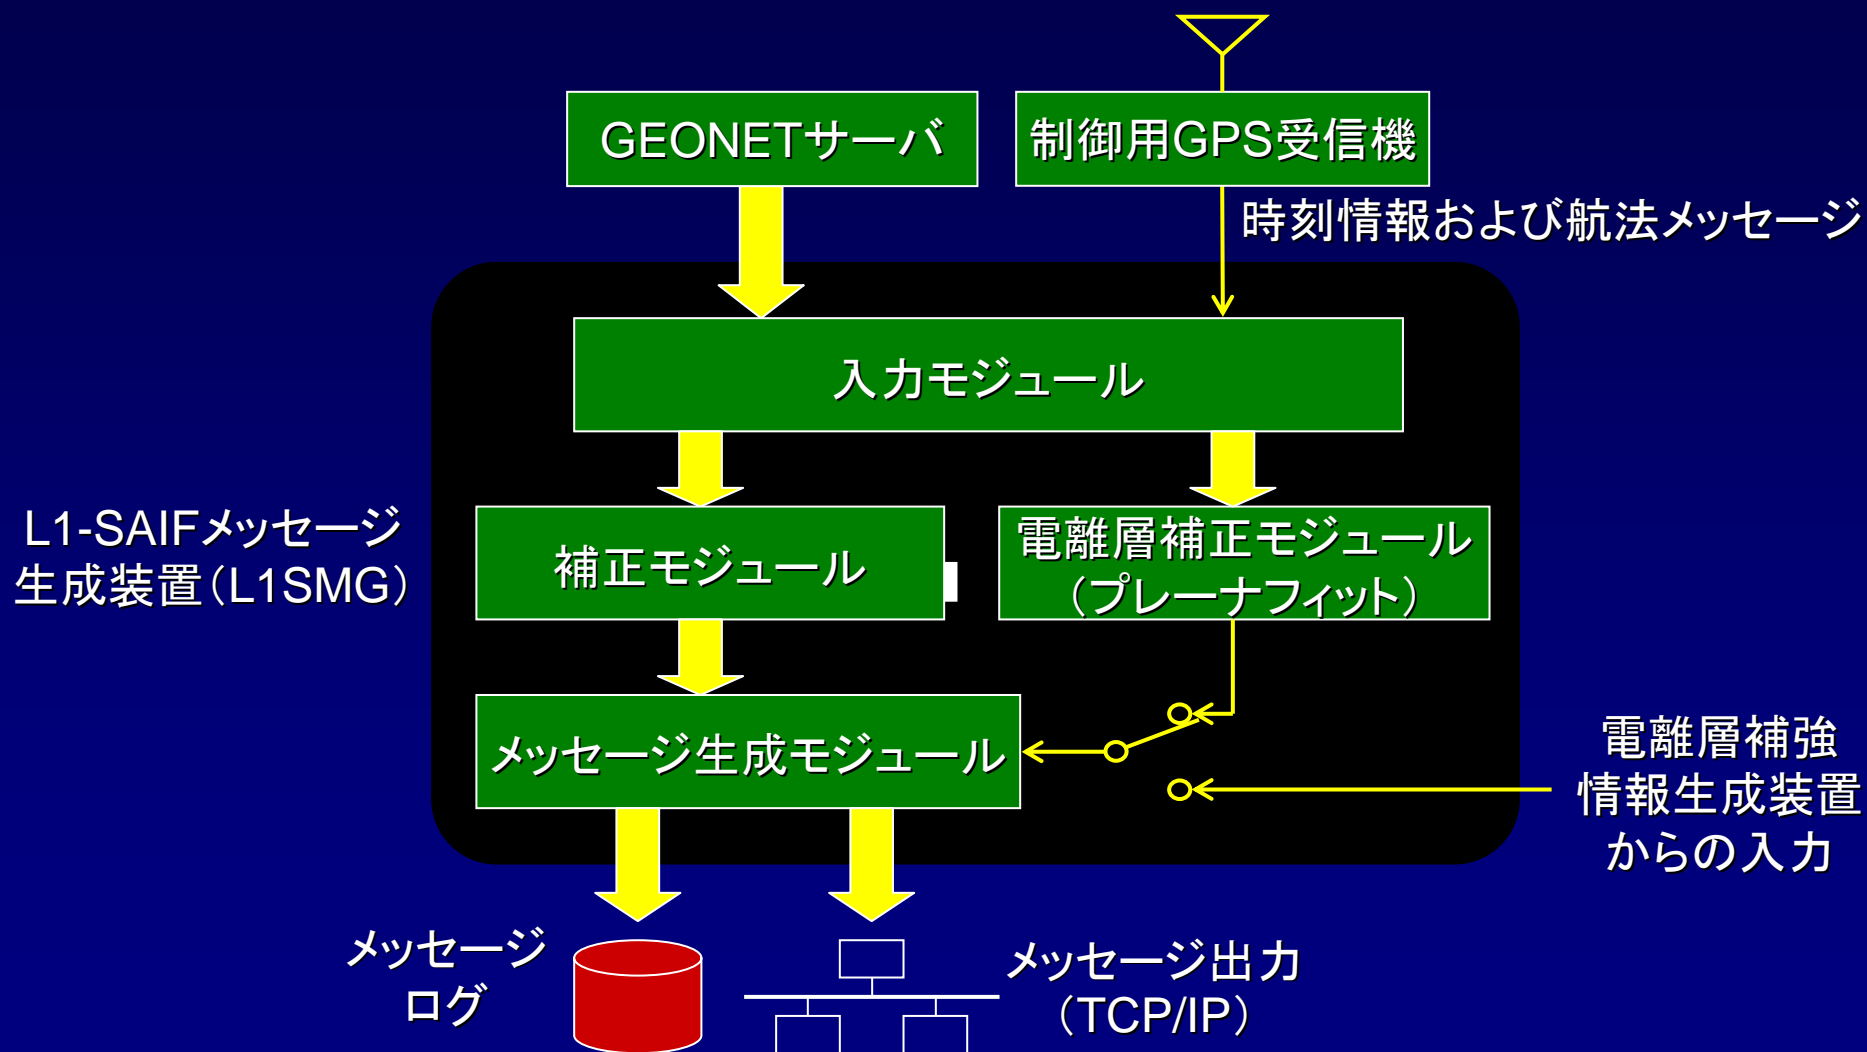 GEONETサーバ
制御用GPS受信機
時刻情報および航法メッセージ
入力モジュール
L1-SAIFメッセージ
生成装置（L1SMG）
補正モジュール
電離層補正モジュール
（プレーナフィット）
メッセージ生成モジュール
電離層補強
情報生成装置
からの入力
メッセージ
ログ
メッセージ出力
（TCP/IP）